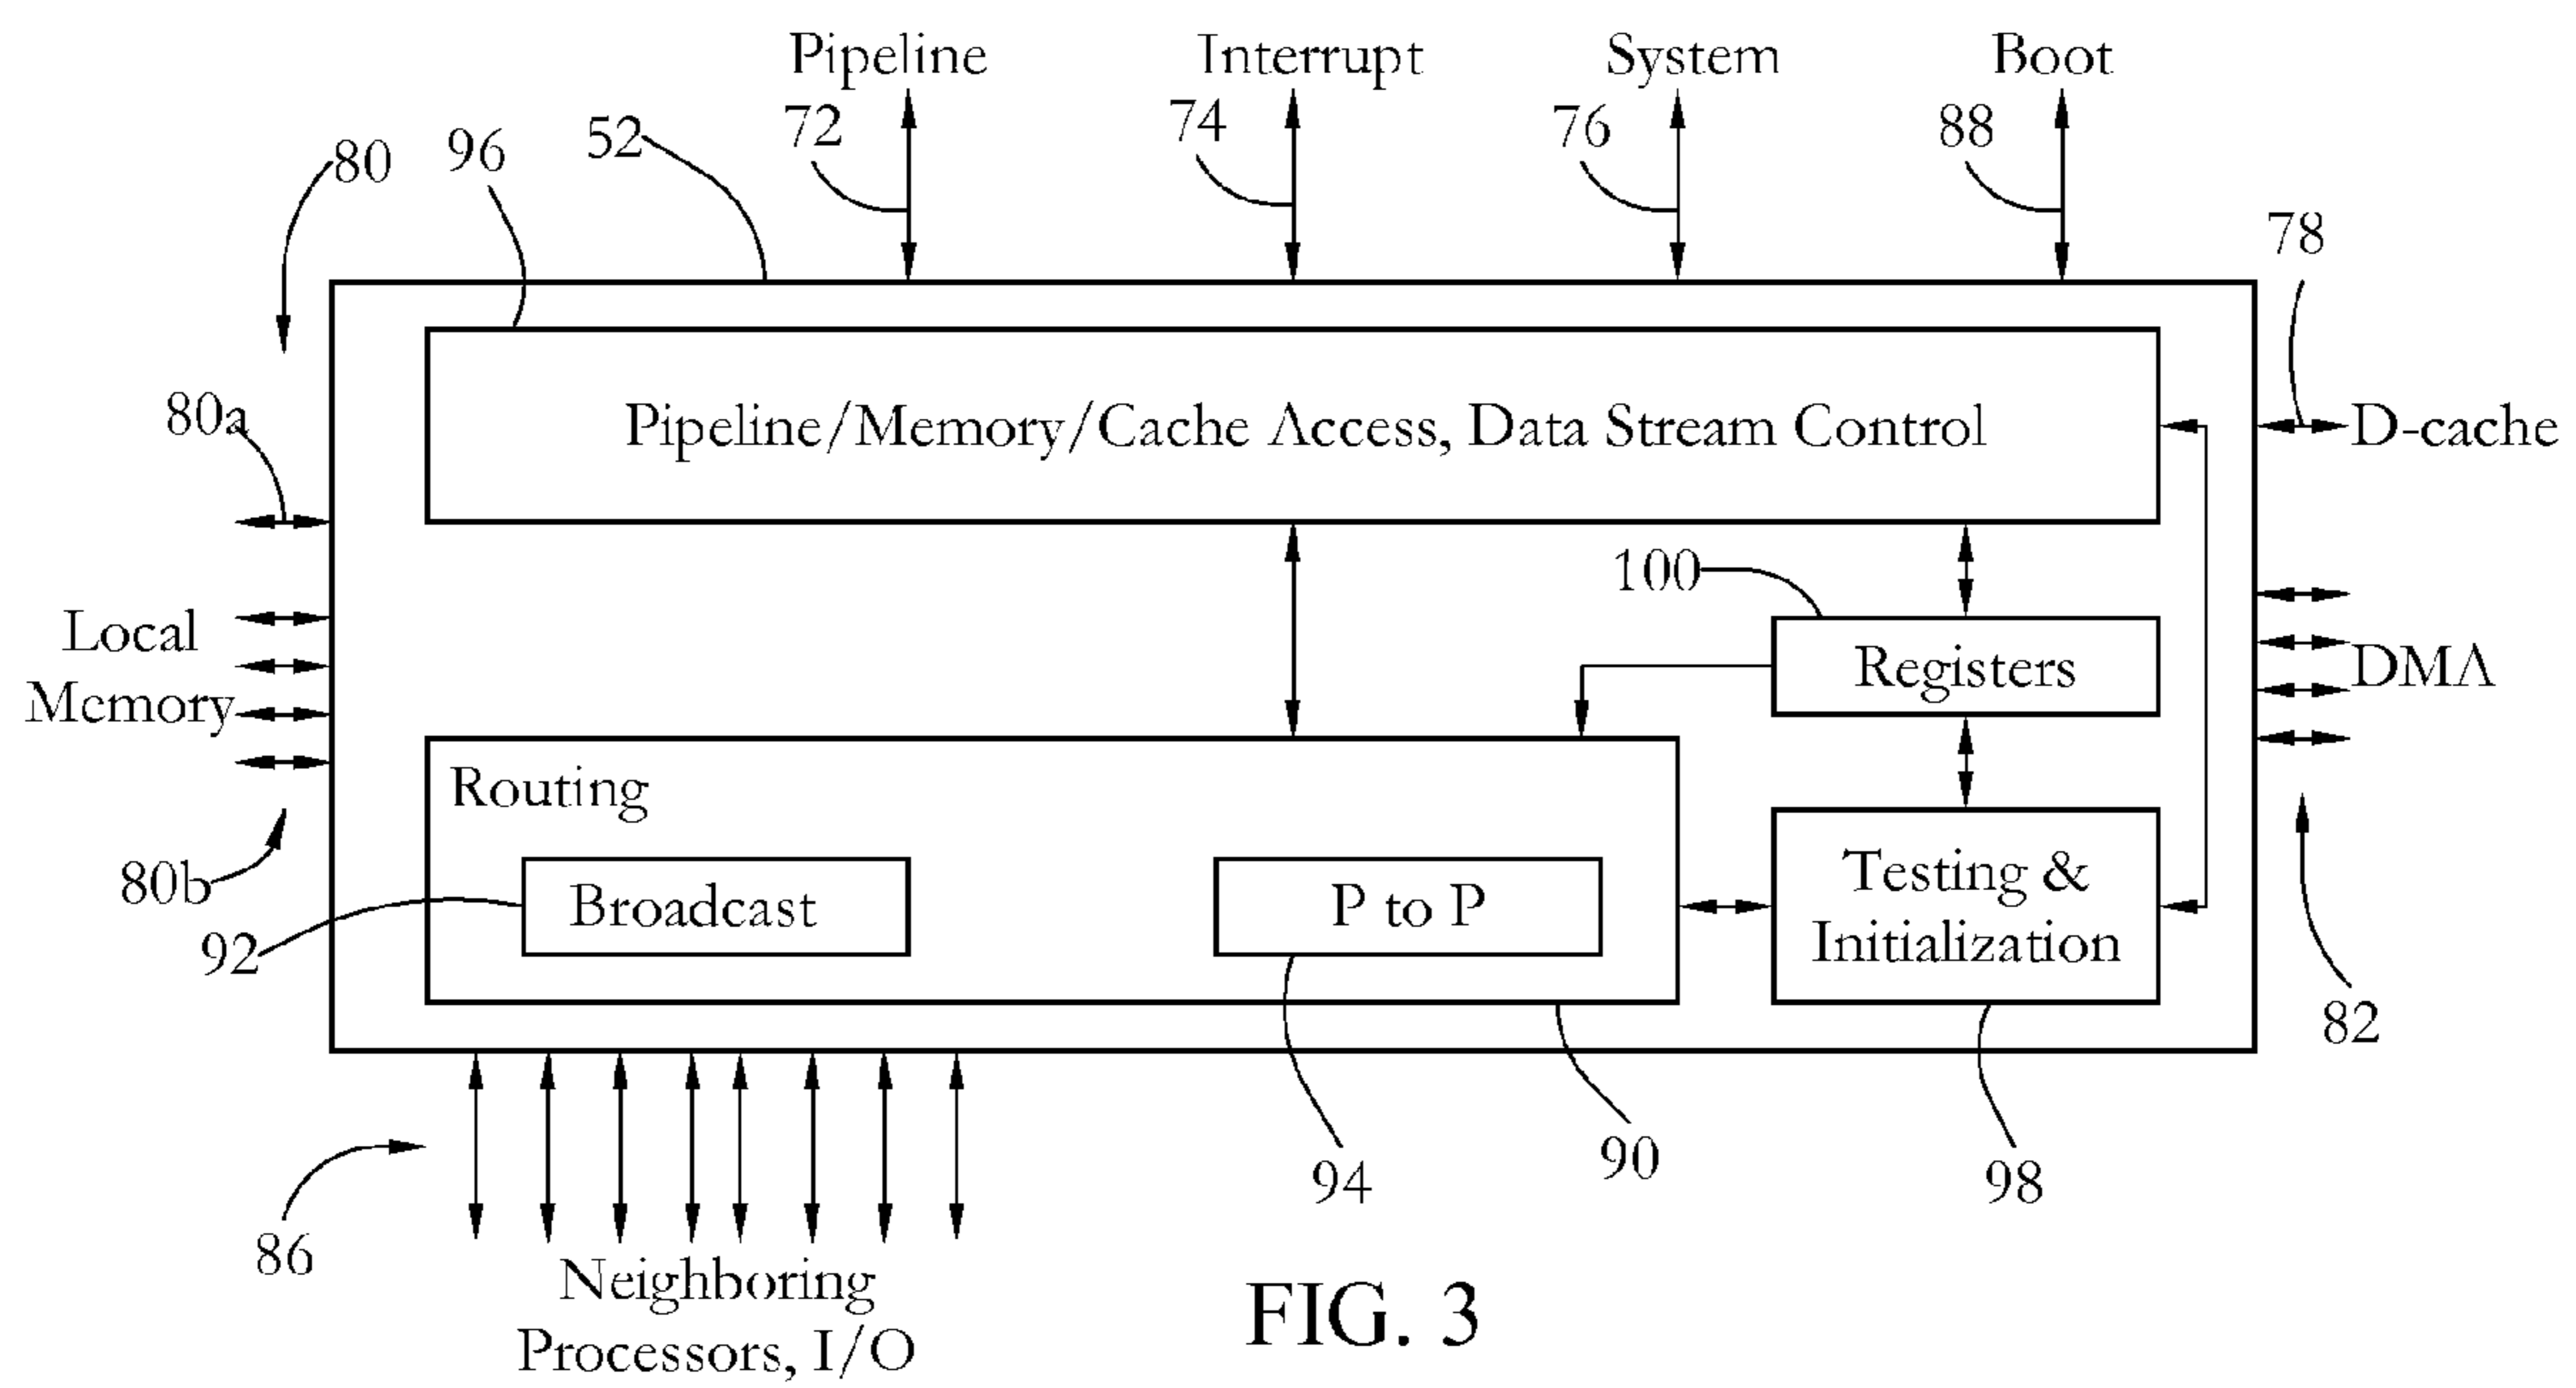 Pipeline Interrupt System Boot
72 74 76 88
80 96 52
78
80a
Pipeline/Memory/Cache Access, Data Stream Control
D-cache
100
Local
Memory
Registers
DMA
Routing
80b
Broadcast
P to P
Testing &
Initialization
92
82
86
94
90
98
Neighboring
Processors, I/O
FIG. 3